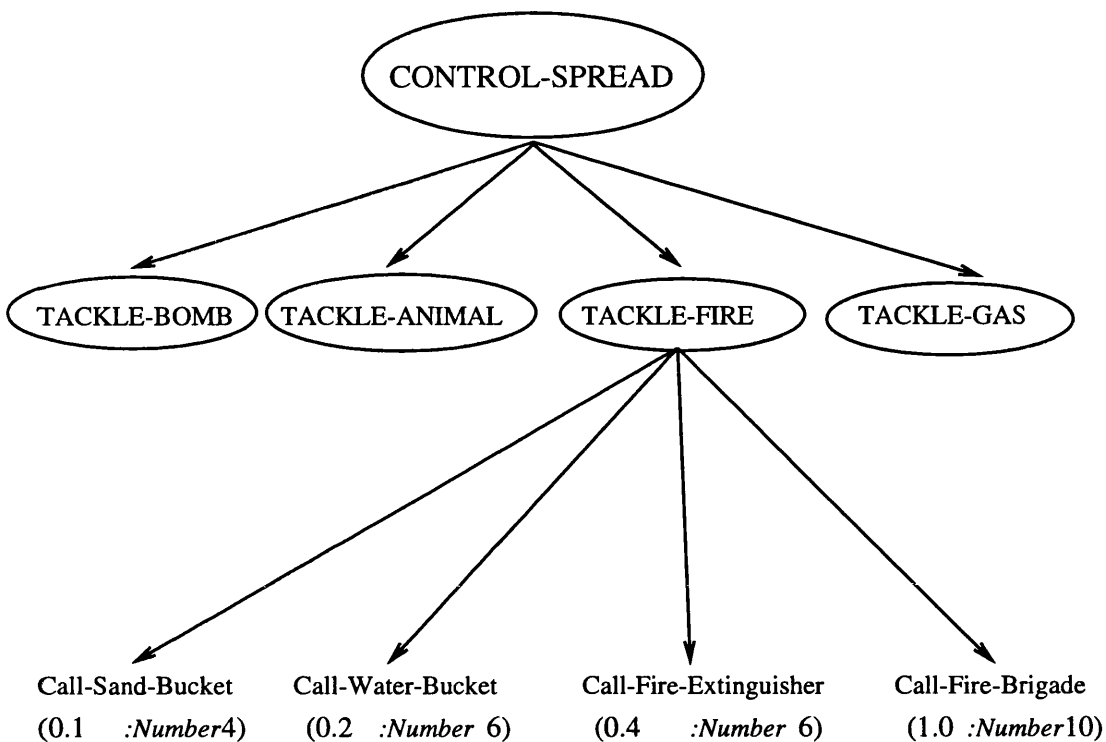 CONTROL-SPREAD
TACKLE-BOMB TACKLE-ANIMAL TACKLE-FIRE TACKLE-GAS
Call-Sand-Bucket Call-Water-Bucket Call-Fire-Extinguisher Call-Fire-Brigade
(0.1 :Number4) (0.2 :Number 6) (0.4 :Number 6) (1.0 :Number10)